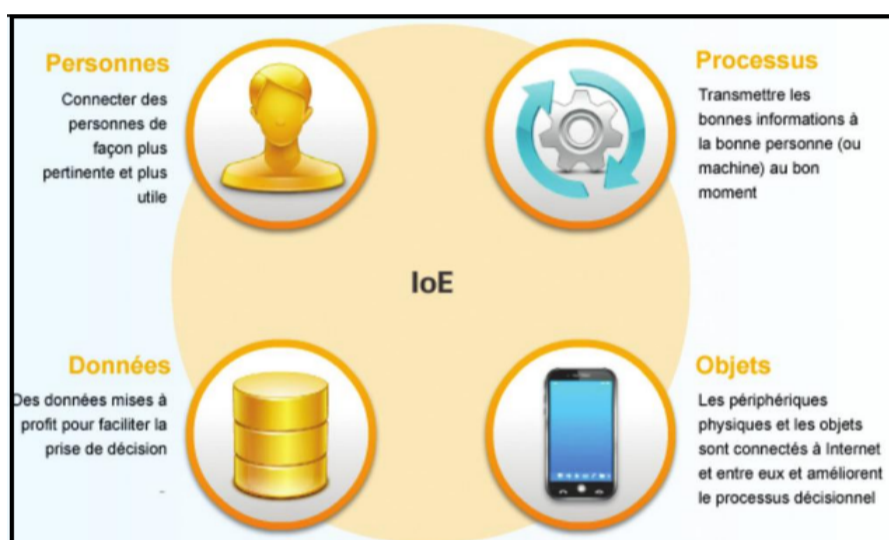 Personnes
Connecter des
personnes de
façon plus
pertinente et plus
utile
Processus
Transmettre les
bonnes informations à
la bonne personne (ou
machine) au bon
moment
IoE
Données
Des données mises à
profit pour faciliter la
prise de décision
Objets
Les périphériques
physiques et les objets
sont connectés à Internet
et entre eux et améliorent
le processus décisionnel